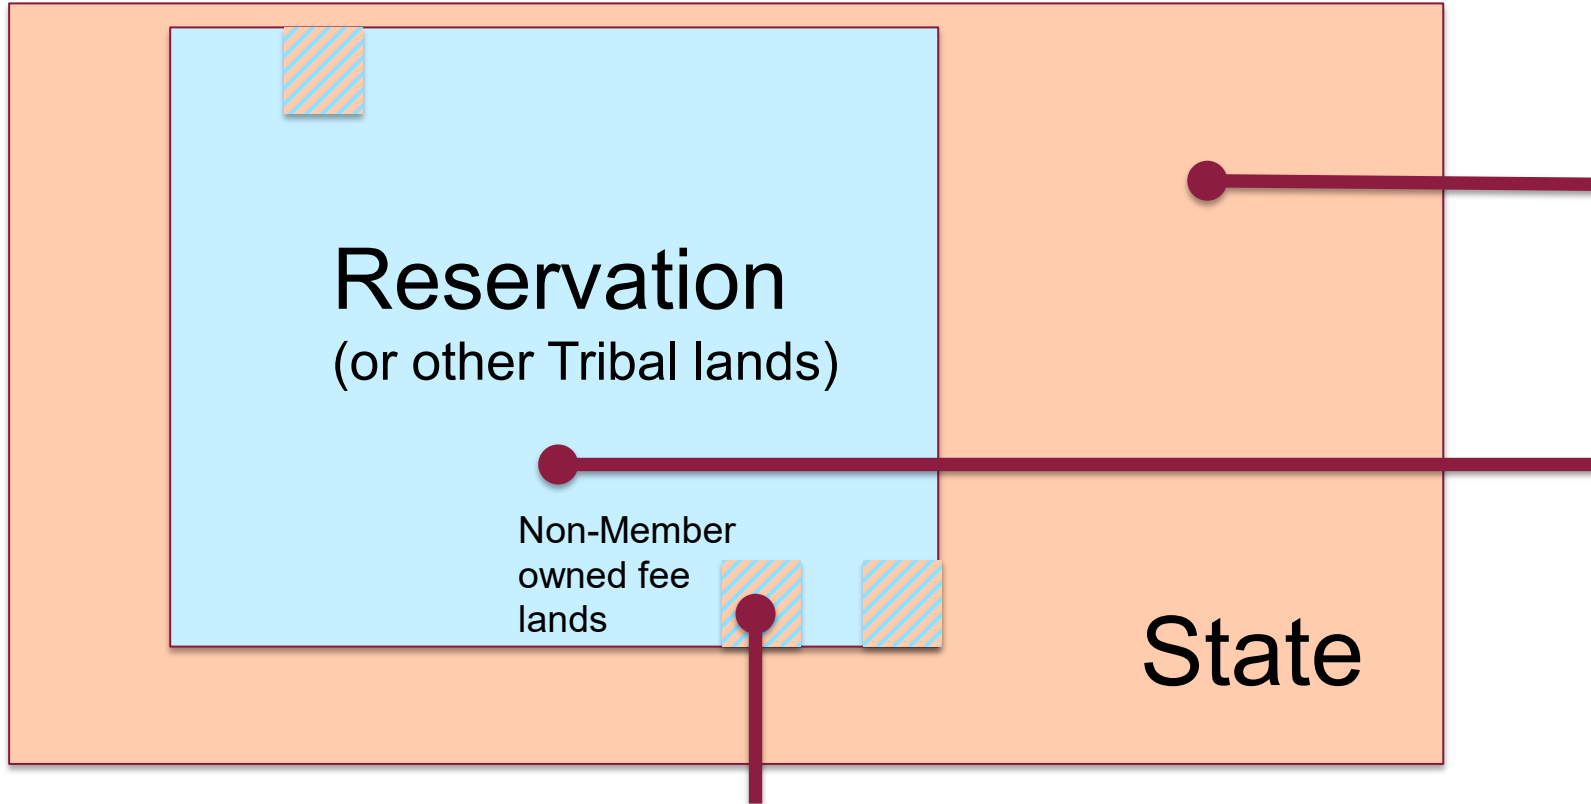 Reservation
(or other Tribal lands)
Non-Member
owned fee
lands
State